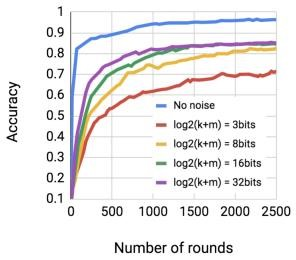 1
0.9
0.8
0.7
0.6
0.5
0.4
0.3
0.2
0.1
Accuracy
No noise
log2(k+m) = 3bits
log2(k+m) = 8bits
log2(k+m) = 16bits
log2(k+m) = 32bits
0 500 1000 1500 2000 2500
Number of rounds